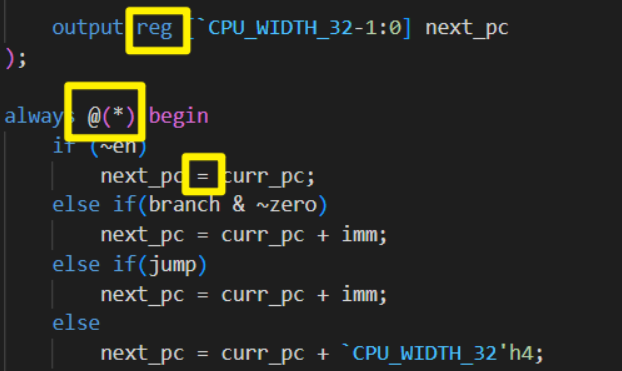 output reg [`CPU_WIDTH_32-1:0] next_pc
);
always @(*) begin
if (~en)
next_pc = curr_pc;
else if(branch & ~zero)
next_pc = curr_pc + imm;
else if(jump)
next_pc = curr_pc + imm;
else
next_pc = curr_pc + `CPU_WIDTH_32'h4;